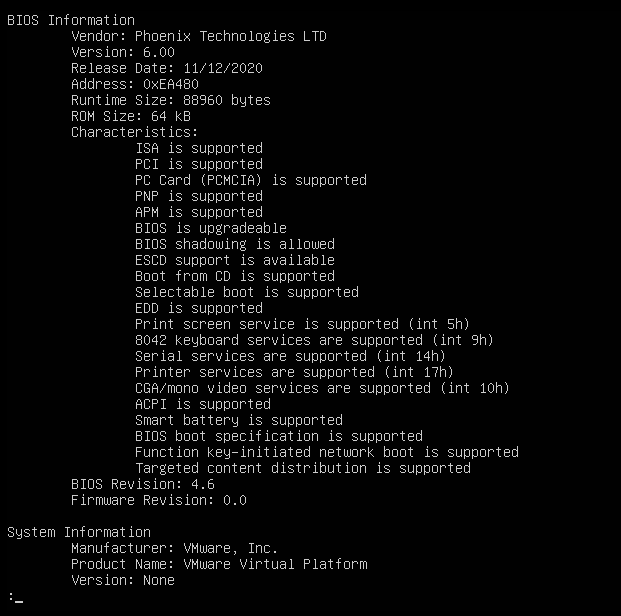 BIOS Information
Vendor: Phoenix Technologies LTD
Version: 6.00
Release Date: 11/12/2020
Address: 0xEA480
Runtime Size: 88960 bytes
ROM Size: 64 kB
Characteristics:
ISA is supported
PCI is supported
PC Card (PCMCIA) is supported
PNP is supported
APM is supported
BIOS is upgradeable
BIOS shadowing is allowed
ESCD support is available
Boot from CD is supported
Selectable boot is supported
EDD is supported
Print screen service is supported (int 5h)
8042 keyboard services are supported (int 9h)
Serial services are supported (int 14h)
Printer services are supported (int 17h)
CGA/mono video services are supported (int 10h)
ACPI is supported
Smart battery is supported
BIOS boot specification is supported
Function key-initiated network boot is supported
Targeted content distribution is supported
BIOS Revision: 4.6
Firmware Revision: 0.0
System Information
Manufacturer: VMware, Inc.
Product Name: VMware Virtual Platform
Version: None
:_